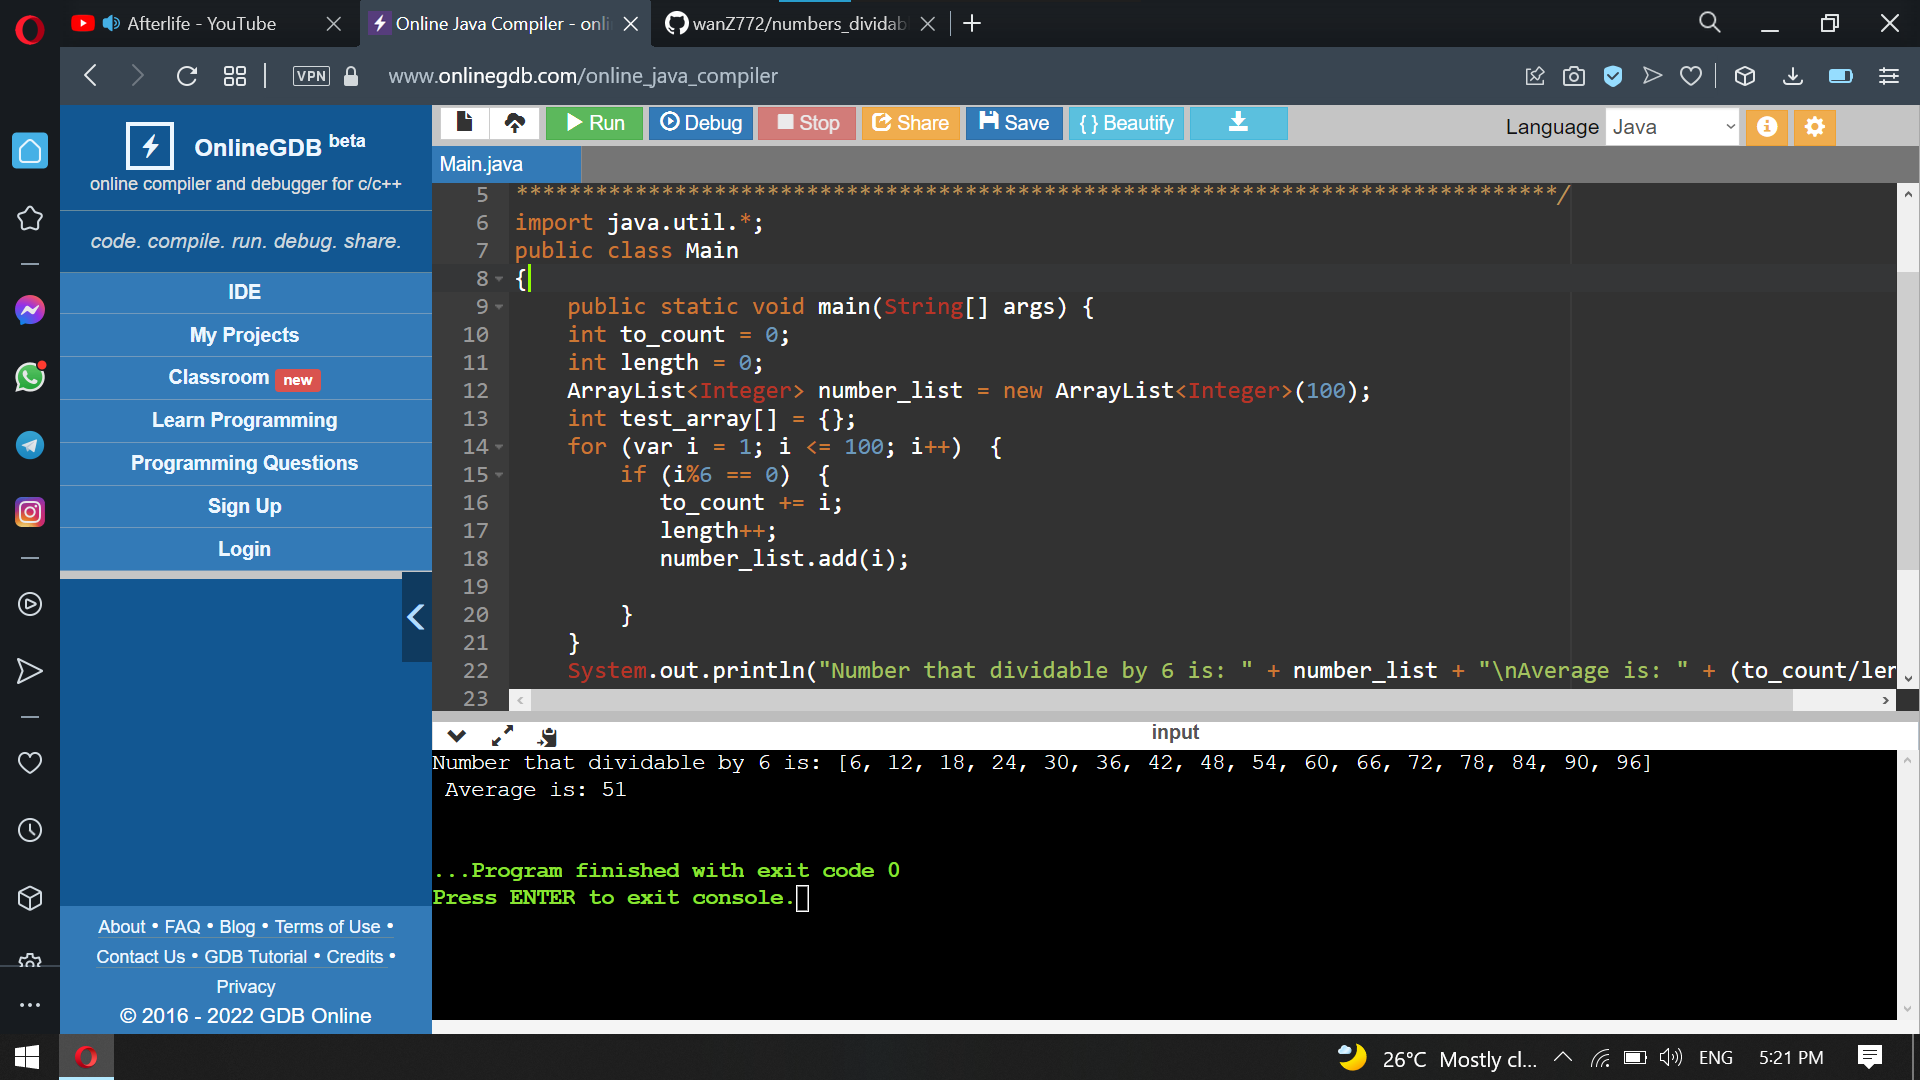 Afterlife - YouTube
Online Java Compiler - onli
wanZ772/numbers_dividab
VPN
www.onlinegdb.com/online_java_compiler
OnlineGDB beta
online compiler and debugger for c/c++
code. compile. run. debug. share.
IDE
My Projects
Classroom new
Learn Programming
Programming Questions
Sign Up
Login
About • FAQ • Blog • Terms of Use •
Contact Us • GDB Tutorial • Credits •
Privacy
© 2016 - 2022 GDB Online
Run
Debug
Stop
Share
Save
{ } Beautify
Language Java
Main.java
5 *******************************************************************************/
6 import java.util.*;
7 public class Main
8 {
9 public static void main(String[] args) {
10 int to_count = 0;
11 int length = 0;
12 ArrayList<Integer> number_list = new ArrayList<Integer>(100);
13 int test_array[] = {};
14 for (var i = 1; i <= 100; i++)  {
15 if (i%6 == 0)  {
16 to_count += i;
17 length++;
18 number_list.add(i);
19
20 }
21 }
22 System.out.println("Number that dividable by 6 is: " + number_list + "\nAverage is: " + (to_count/ler
23
input
Number that dividable by 6 is: [6, 12, 18, 24, 30, 36, 42, 48, 54, 60, 66, 72, 78, 84, 90, 96]
Average is: 51
...Program finished with exit code 0
Press ENTER to exit console.
26°C Mostly cl...
ENG
5:21 PM